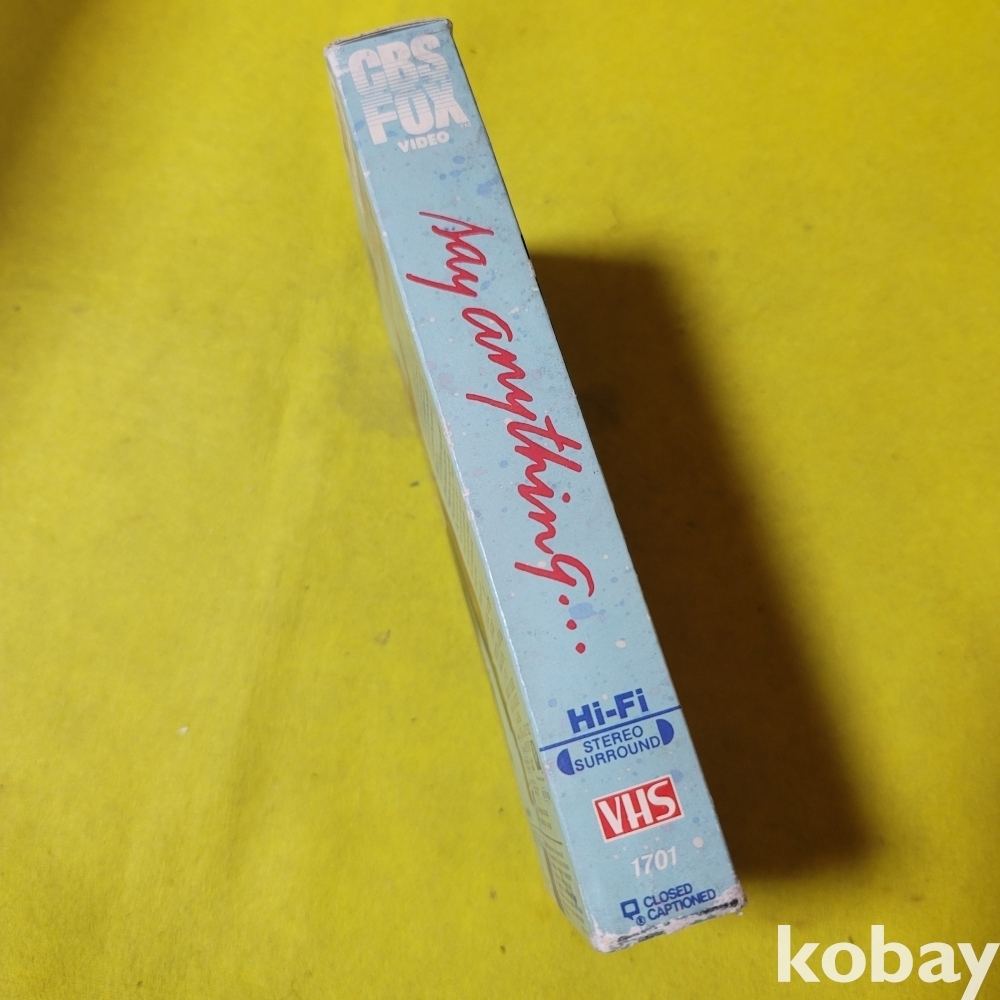 CBS
FOX
VIDEO
say anything...
Hi-Fi
STEREO
SURROUND
VHS
1701
CLOSED
CAPTIONED
kobay